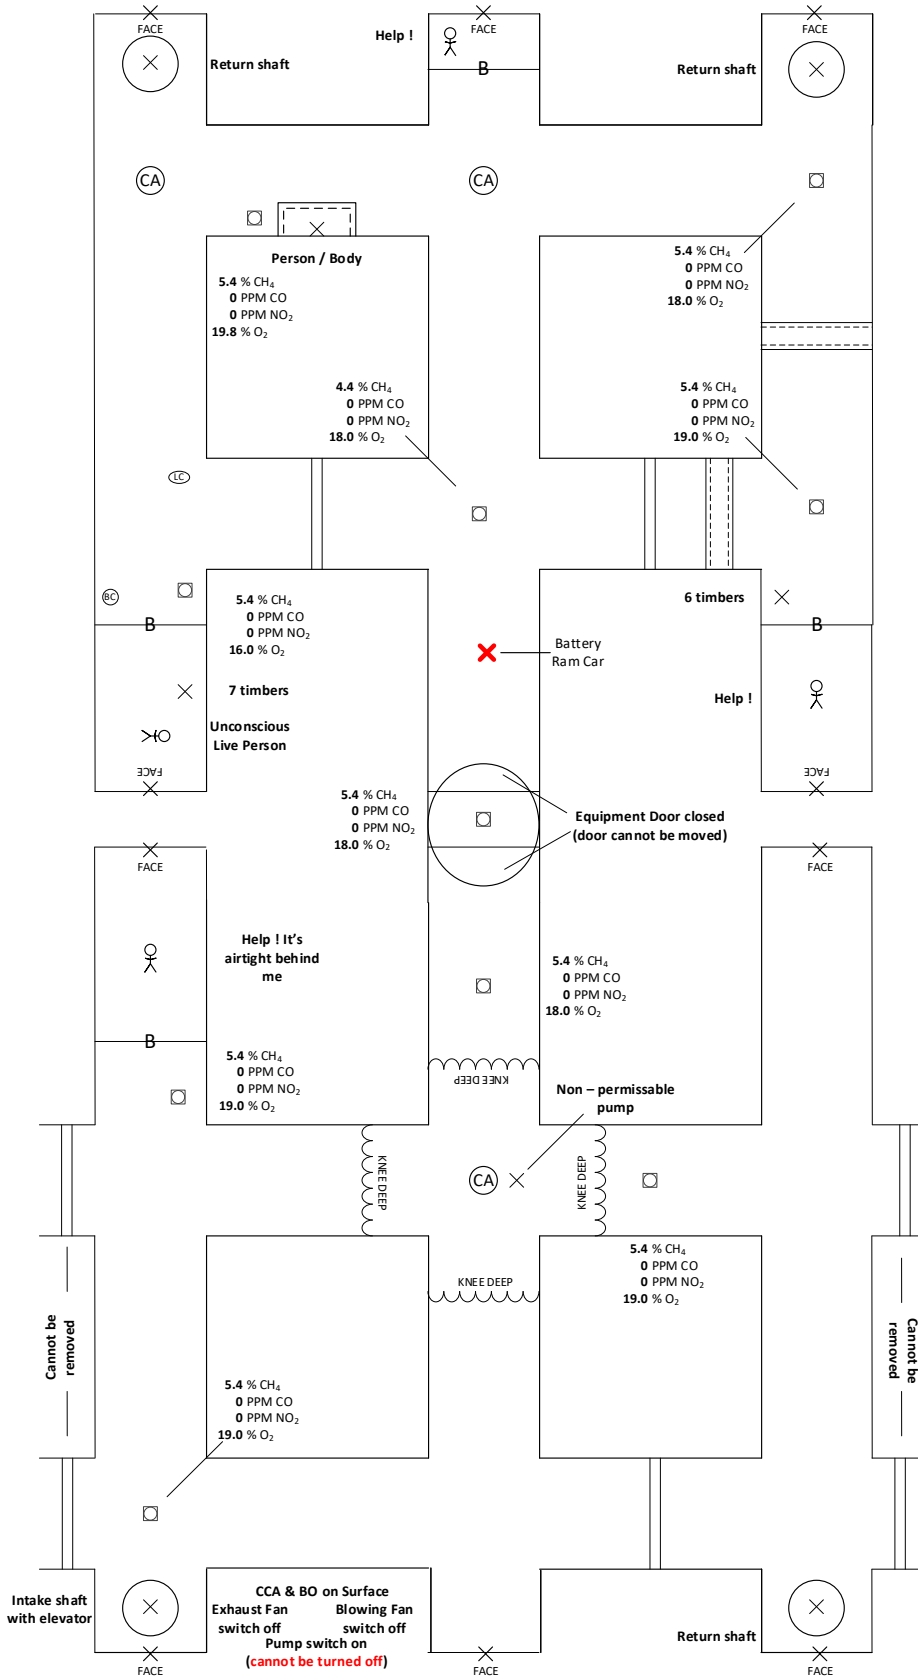 FACE
FACE
FACE
Help !
B
Return shaft
Return shaft
CA
CA
Person / Body
5.4 % CH₄
0 PPM CO
0 PPM NO₂
19.8 % O₂
5.4 % CH₄
0 PPM CO
0 PPM NO₂
18.0 % O₂
4.4 % CH₄
0 PPM CO
0 PPM NO₂
18.0 % O₂
5.4 % CH₄
0 PPM CO
0 PPM NO₂
19.0 % O₂
LC
BC
B
5.4 % CH₄
0 PPM CO
0 PPM NO₂
16.0 % O₂
6 timbers
B
Battery
Ram Car
7 timbers
Help !
Unconscious
Live Person
FACE
FACE
5.4 % CH₄
0 PPM CO
0 PPM NO₂
18.0 % O₂
Equipment Door closed
(door cannot be moved)
FACE
FACE
Help ! It's
airtight behind
me
5.4 % CH₄
0 PPM CO
0 PPM NO₂
18.0 % O₂
B
5.4 % CH₄
0 PPM CO
0 PPM NO₂
19.0 % O₂
KNEE DEEP
Non – permissable
pump
KNEE DEEP
CA
KNEE DEEP
KNEE DEEP
5.4 % CH₄
0 PPM CO
0 PPM NO₂
19.0 % O₂
Cannot be
removed
Cannot be
removed
5.4 % CH₄
0 PPM CO
0 PPM NO₂
19.0 % O₂
Intake shaft
with elevator
CCA & BO on Surface
Exhaust Fan
switch off
Blowing Fan
switch off
Pump switch on
(cannot be turned off)
Return shaft
FACE
FACE
FACE